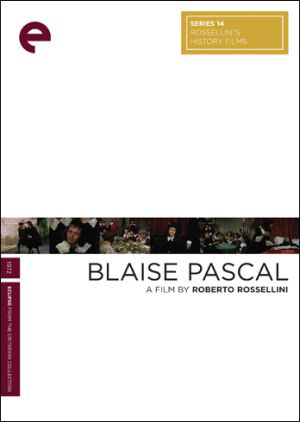 e
SERIES 14
ROSSELLINI'S
HISTORY FILMS
1972
ECLIPSE FROM THE CRITERION COLLECTION
BLAISE PASCAL
A FILM BY ROBERTO ROSSELLINI